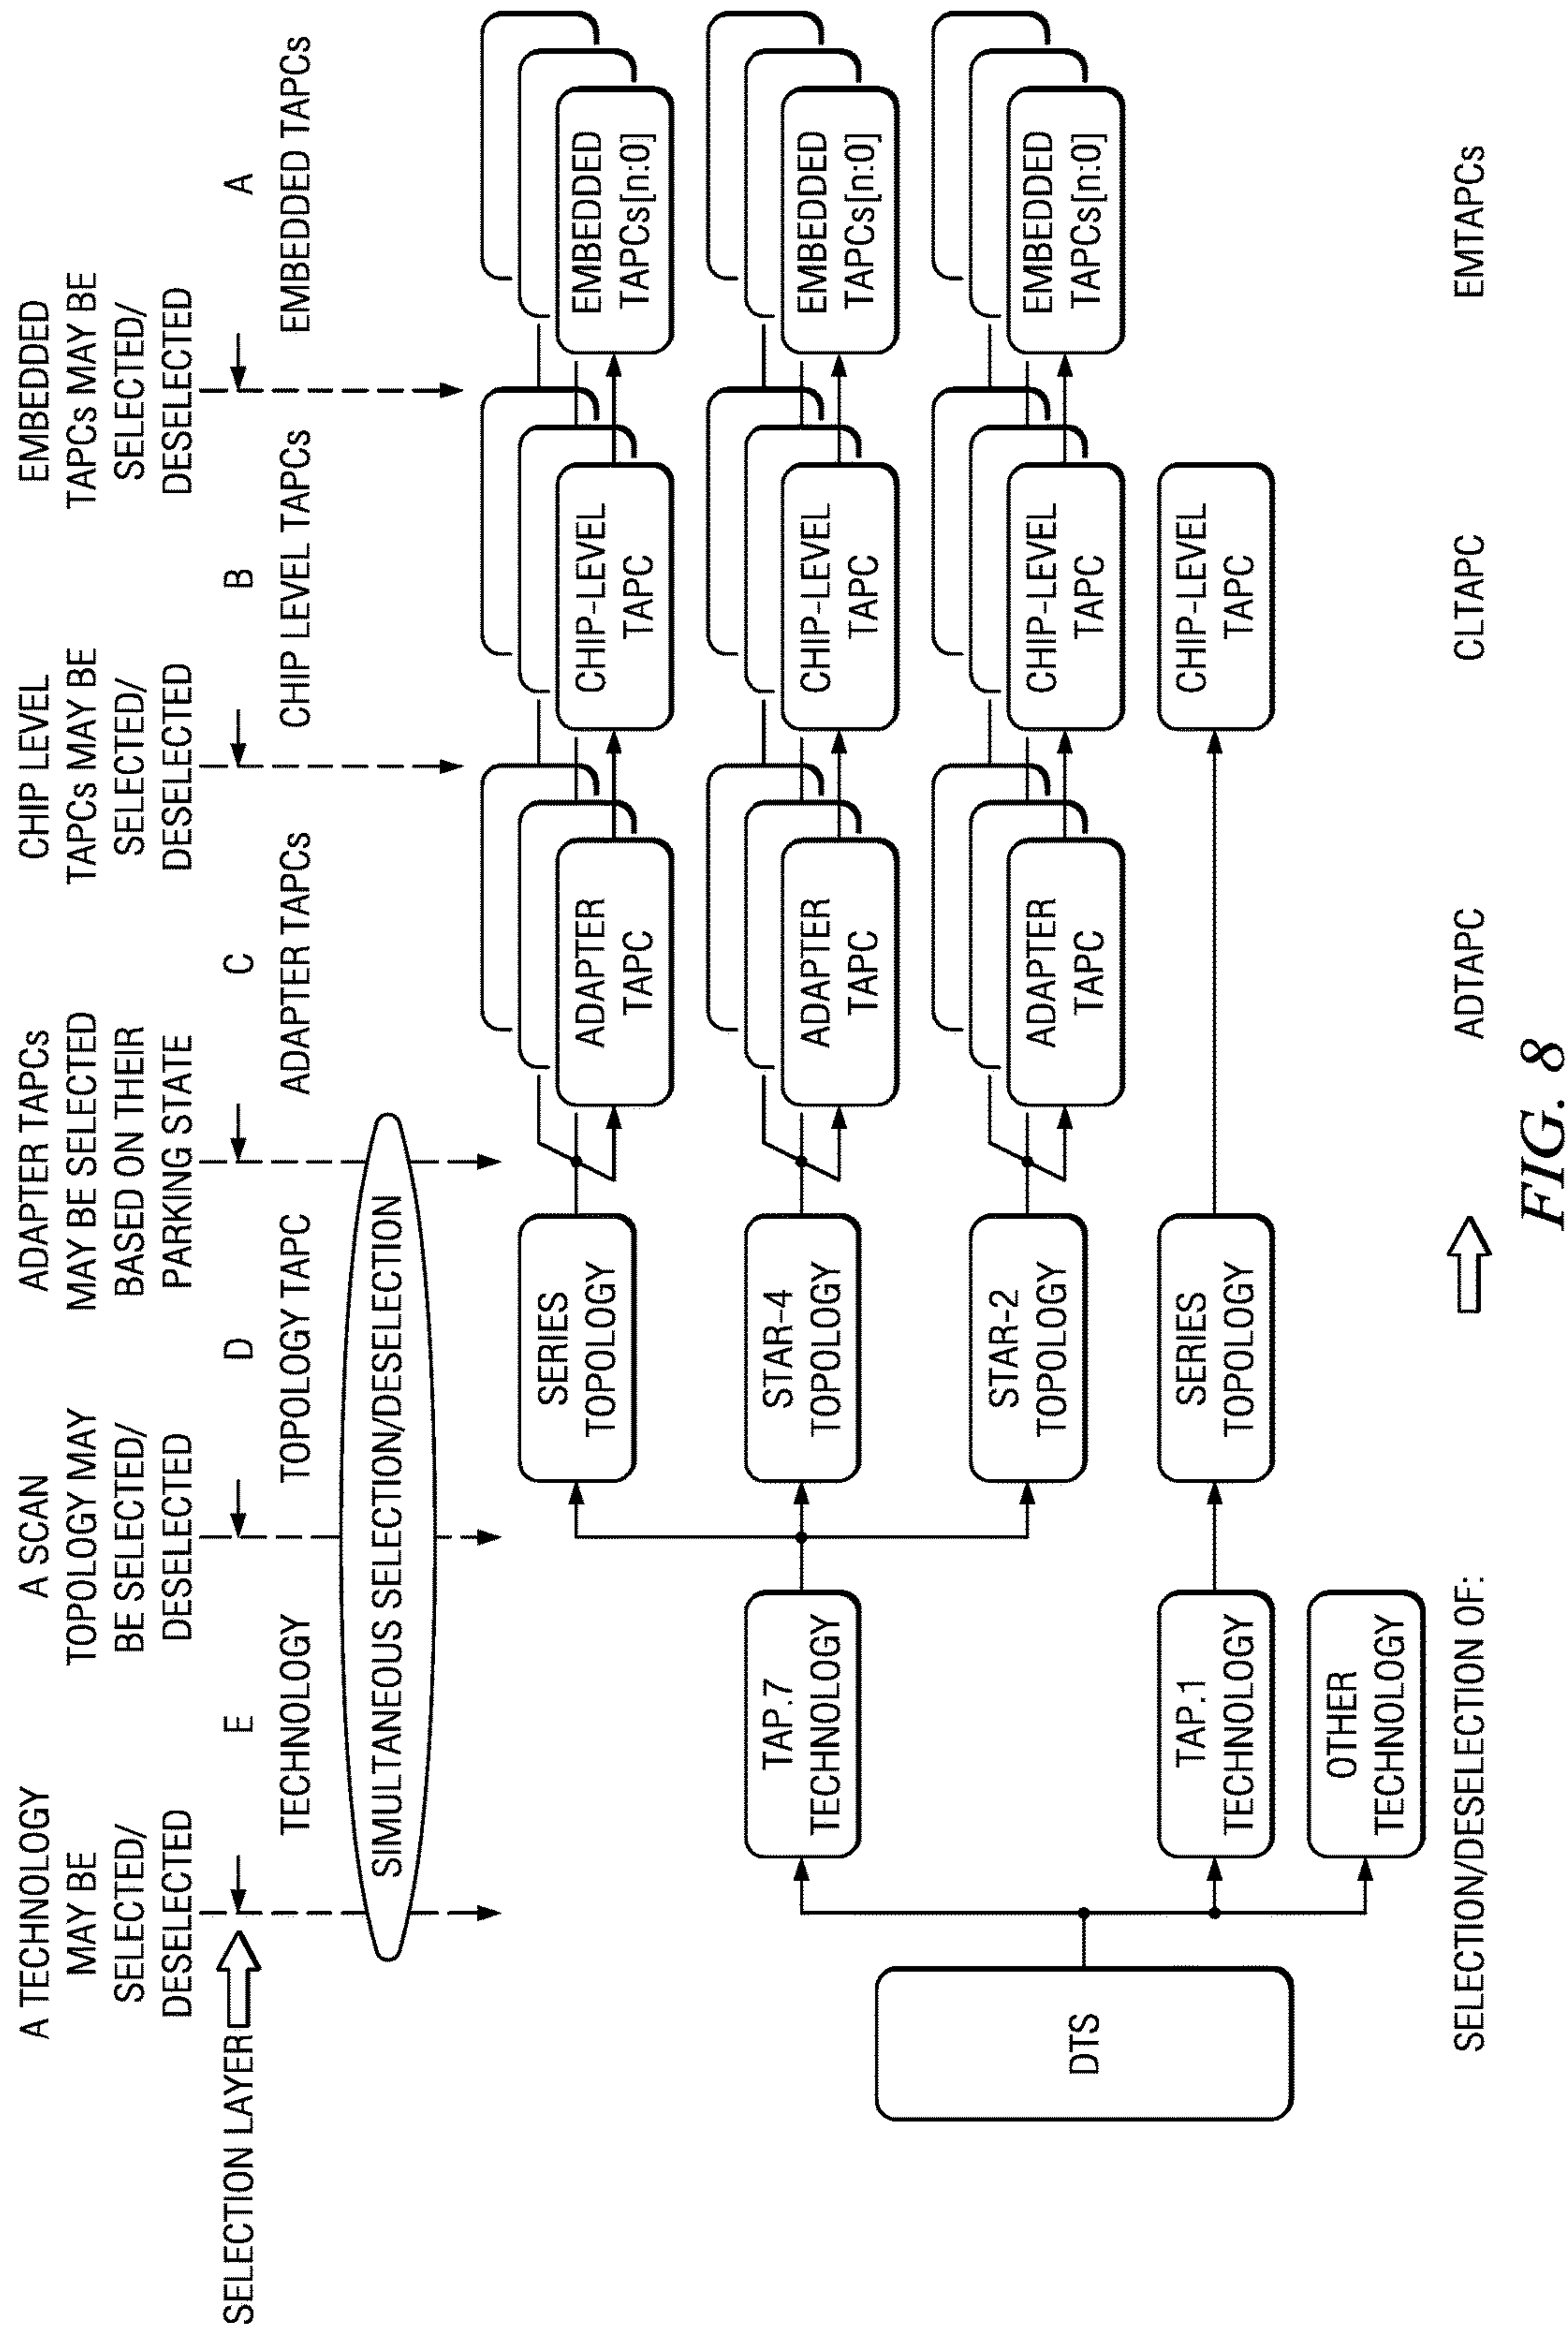 A TECHNOLOGY
MAY BE
SELECTED/
DESELECTED
A SCAN
TOPOLOGY MAY
BE SELECTED/
DESELECTED
ADAPTER TAPCs
MAY BE SELECTED
BASED ON THEIR
PARKING STATE
CHIP LEVEL
TAPCs MAY BE
SELECTED/
DESELECTED
EMBEDDED
TAPCs MAY BE
SELECTED/
DESELECTED
SELECTION LAYER
E
D
C
B
A
TECHNOLOGY
TOPOLOGY TAPC
ADAPTER TAPCs
CHIP LEVEL TAPCs
EMBEDDED TAPCs
SIMULTANEOUS SELECTION/DESELECTION
SERIES
TOPOLOGY
ADAPTER
TAPC
CHIP-LEVEL
TAPC
EMBEDDED
TAPCs[n:0]
TAP.7
TECHNOLOGY
STAR-4
TOPOLOGY
ADAPTER
TAPC
CHIP-LEVEL
TAPC
EMBEDDED
TAPCs[n:0]
STAR-2
TOPOLOGY
ADAPTER
TAPC
CHIP-LEVEL
TAPC
EMBEDDED
TAPCs[n:0]
DTS
TAP.1
TECHNOLOGY
SERIES
TOPOLOGY
CHIP-LEVEL
TAPC
OTHER
TECHNOLOGY
SELECTION/DESELECTION OF:
ADTAPC
CLTAPC
EMTAPCs
FIG. 8